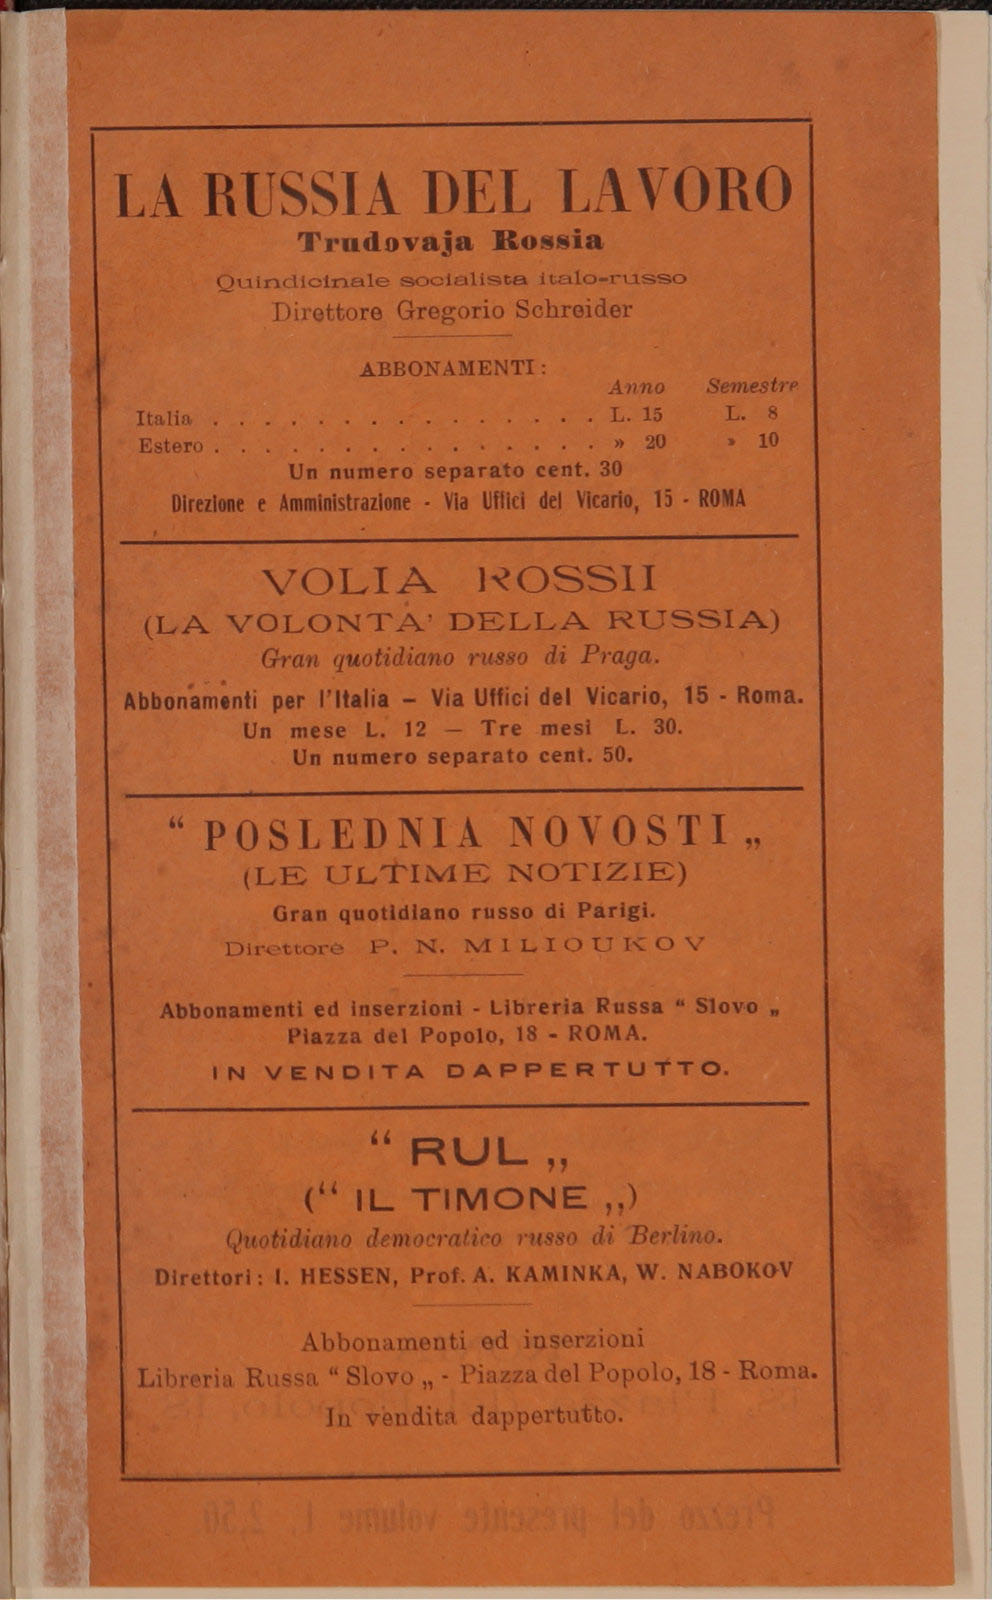 LA RUSSIA DEL LAVORO
Trudovaja Rossia
Quindicinale socialista italo-russo
Direttore Gregorio Schreider
ABBONAMENTI:
Anno Semestre
Italia . . . . . . . . . . . . . . . L. 15 L. 8
Estero . . . . . . . . . . . . . . . » 20 » 10
Un numero separato cent. 30
Direzione e Amministrazione - Via Uffici del Vicario, 15 - ROMA
VOLIA ROSSII
(LA VOLONTA' DELLA RUSSIA)
Gran quotidiano russo di Praga.
Abbonamenti per l'Italia – Via Uffici del Vicario, 15 - Roma.
Un mese L. 12 — Tre mesi L. 30.
Un numero separato cent. 50.
“ POSLEDNIA NOVOSTI „
(LE ULTIME NOTIZIE)
Gran quotidiano russo di Parigi.
Direttore P. N. MILIOUKOV
Abbonamenti ed inserzioni - Libreria Russa “ Slovo „
Piazza del Popolo, 18 - ROMA.
IN VENDITA DAPPERTUTTO.
“ RUL „
(“ IL TIMONE „)
Quotidiano democratico russo di Berlino.
Direttori: I. HESSEN, Prof. A. KAMINKA, W. NABOKOV
Abbonamenti ed inserzioni
Libreria Russa “ Slovo „ - Piazza del Popolo, 18 - Roma.
In vendita dappertutto.
Prezzo del presente volume L. 2,50